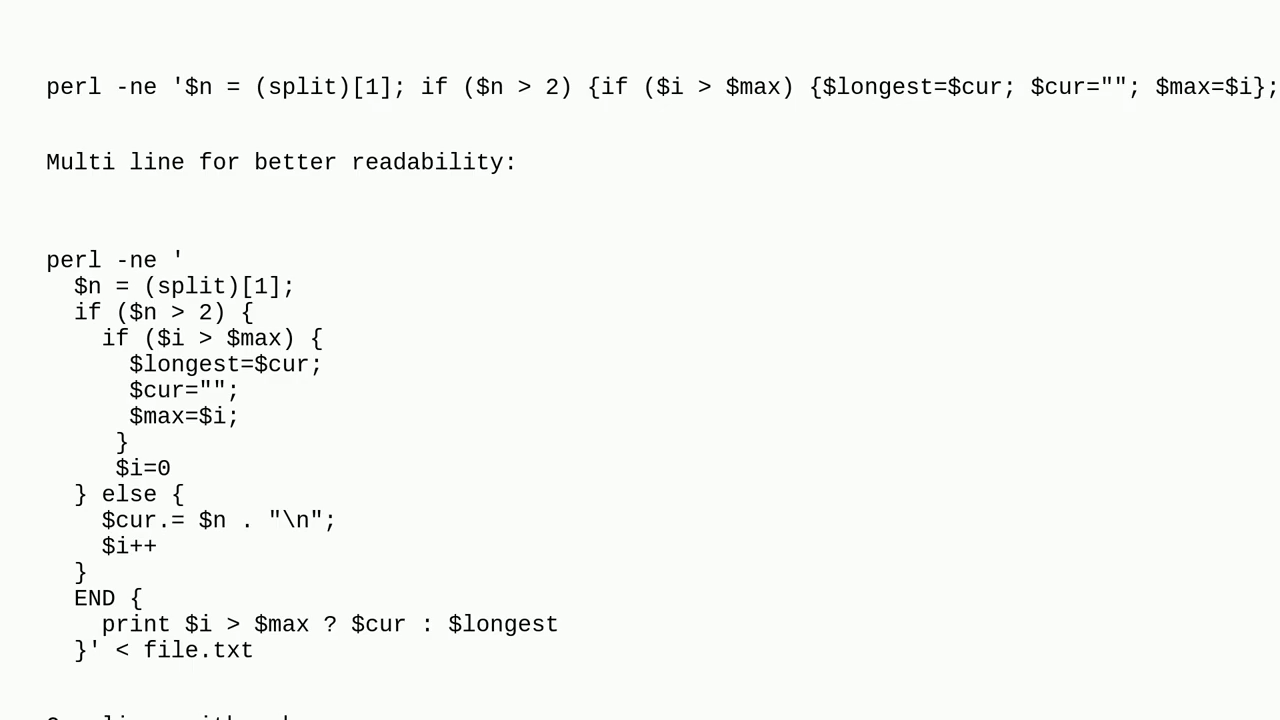 perl -ne '$n = (split)[1]; if ($n > 2) {if ($i > $max) {$longest=$cur; $cur=""; $max=$i};
Multi line for better readability:
perl -ne '
  $n = (split)[1];
  if ($n > 2) {
    if ($i > $max) {
      $longest=$cur;
      $cur="";
      $max=$i;
     }
     $i=0
  } else {
    $cur.= $n . "\n";
    $i++
  }
  END {
    print $i > $max ? $cur : $longest
  }' < file.txt